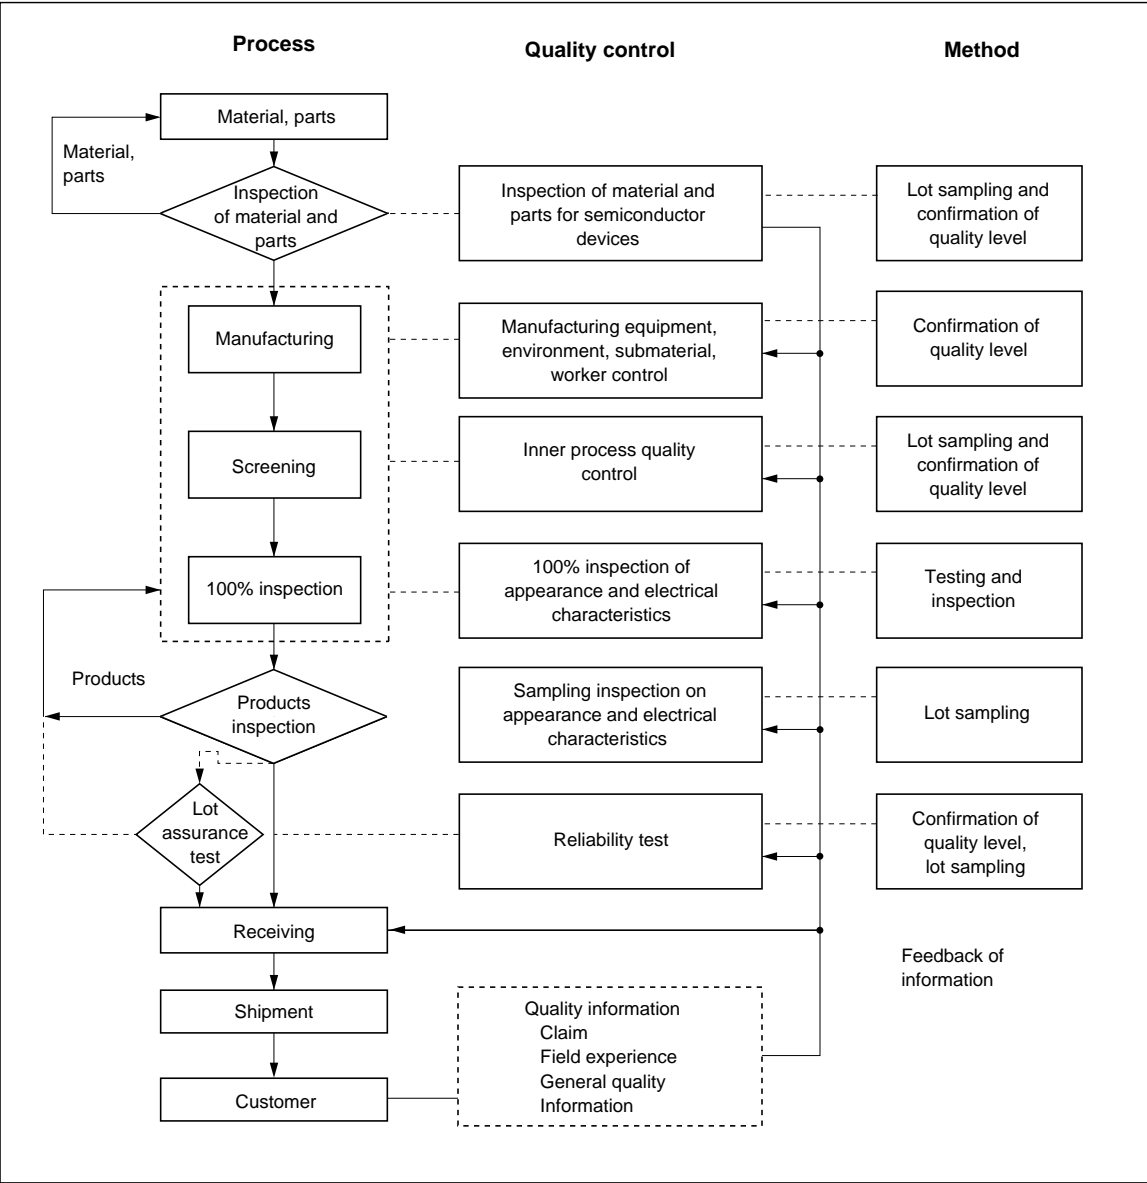 Process
Quality control
Method
Material, parts
Material,
parts
Inspection
of material and
parts
Inspection of material and
parts for semiconductor
devices
Lot sampling and
confirmation of
quality level
Manufacturing
Manufacturing equipment,
environment, submaterial,
worker control
Confirmation of
quality level
Screening
Inner process quality
control
Lot sampling and
confirmation of
quality level
100% inspection
100% inspection of
appearance and electrical
characteristics
Testing and
inspection
Products
Products
inspection
Sampling inspection on
appearance and electrical
characteristics
Lot sampling
Lot
assurance
test
Reliability test
Confirmation of
quality level,
lot sampling
Receiving
Feedback of
information
Shipment
Quality information
Claim
Field experience
General quality
Information
Customer